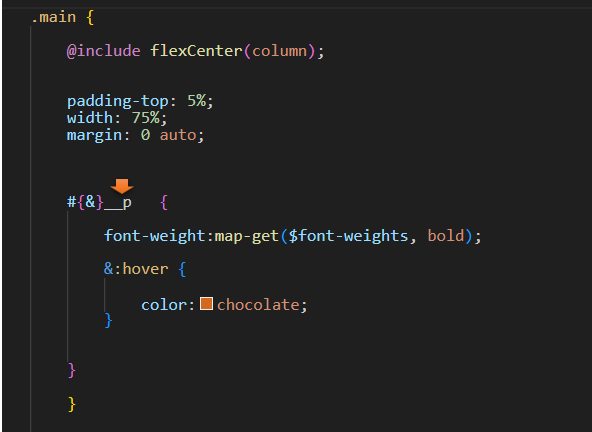 .main {
@include flexCenter(column);
padding-top: 5%;
width: 75%;
margin: 0 auto;
#{&}__p   {
font-weight:map-get($font-weights, bold);
&:hover {
color: chocolate;
}
}
}